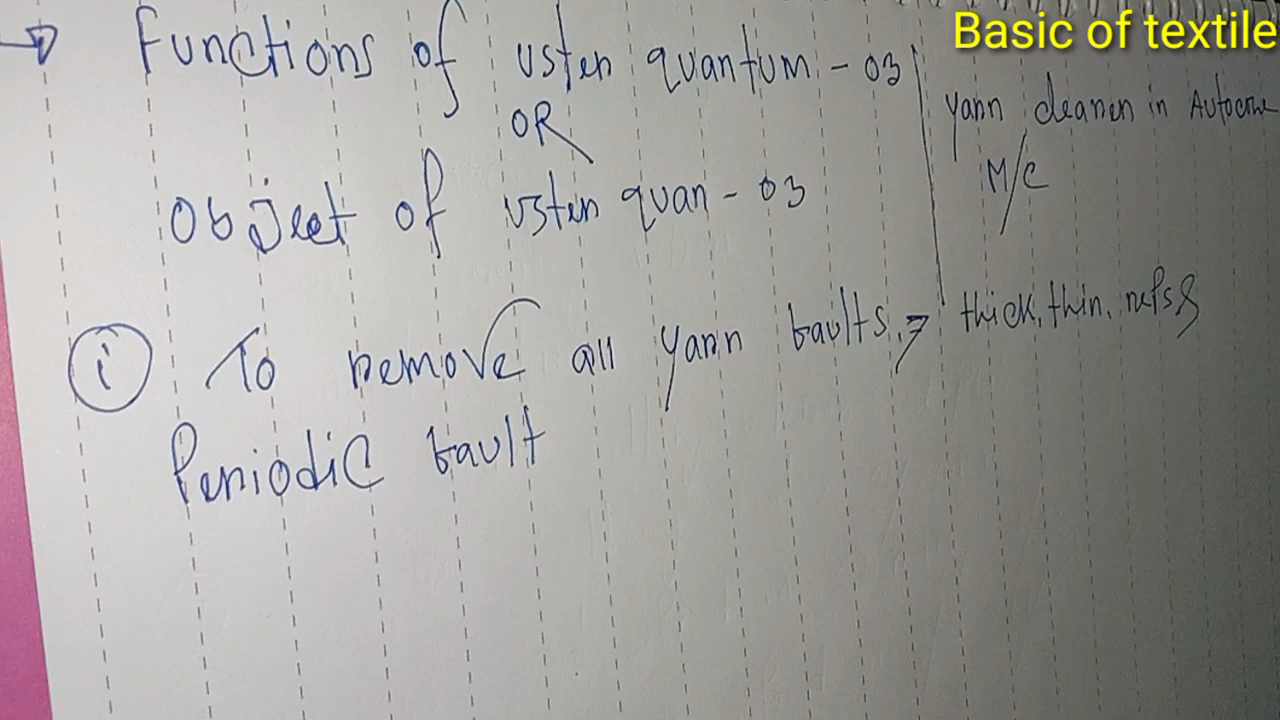 Basic of textile
→ Functions of uster quantum - 03
OR
Object of uster quan - 03
yarn clearer in Autocone
M/C
(i) To remove all yarn faults. ⇒ thick, thin, neps &
Periodic fault